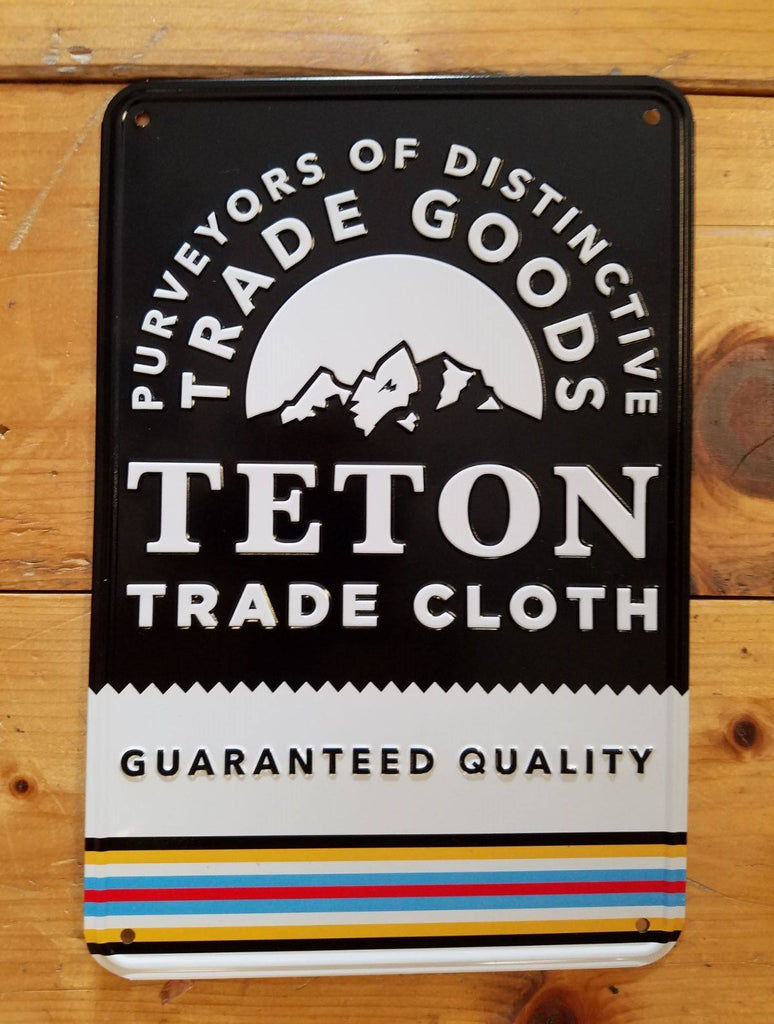 PURVEYORS OF DISTINCTIVE
TRADE GOODS
TETON
TRADE CLOTH
GUARANTEED QUALITY